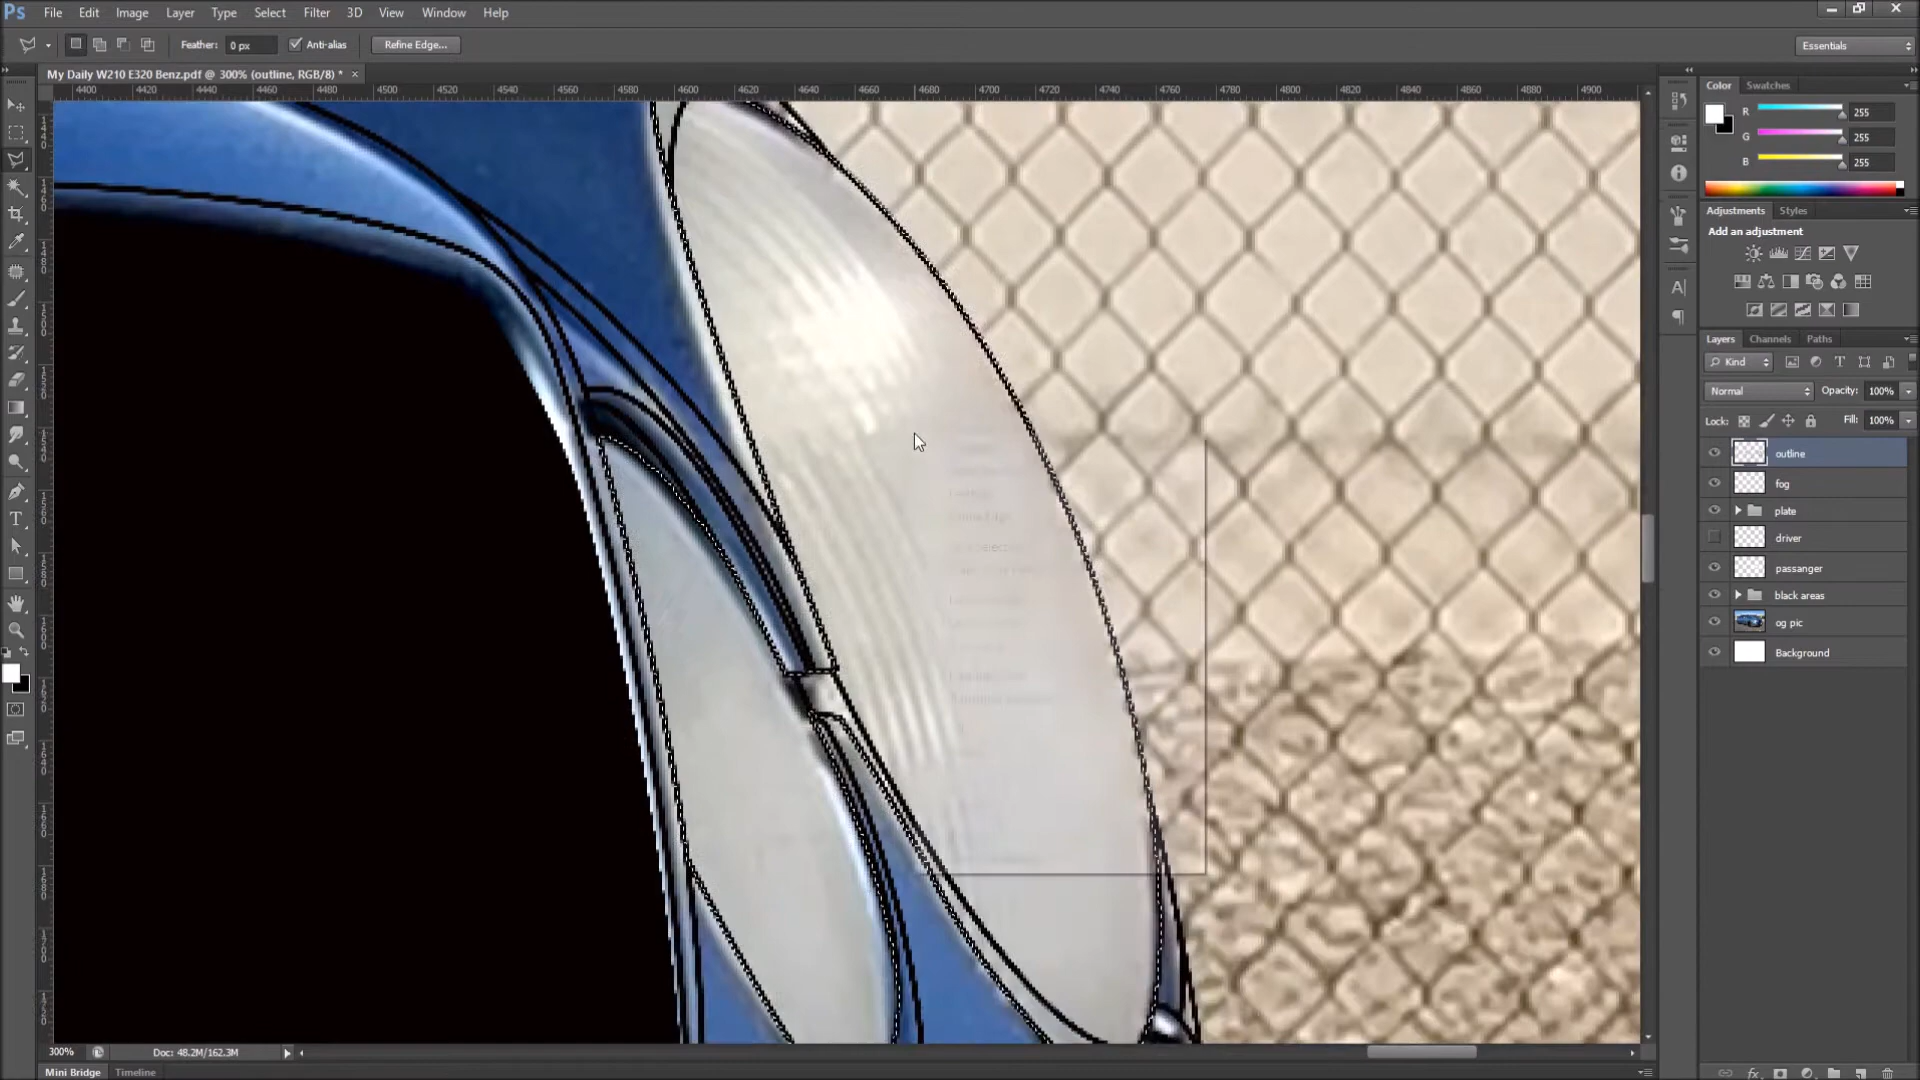 Ps File Edit Image Layer Type Select Filter 3D View Window Help
Feather: 0 px Anti-alias Refine Edge... Essentials
My Daily W210 E320 Benz.pdf @ 300% (outline, RGB/8) * ×
4400 4420 4440 4460 4480 4500 4520 4540 4560 4580 4600 4620 4640 4660 4680 4700 4720 4740 4760 4780 4800 4820 4840 4860 4880 4900
Color Swatches
R 255
G 255
B 255
Adjustments Styles
Add an adjustment
Layers Channels Paths
Kind
Normal Opacity: 100%
Lock: Fill: 100%
outline
fog
plate
driver
passanger
black areas
og pic
Background
300% Doc: 48.2M/162.3M
Mini Bridge Timeline